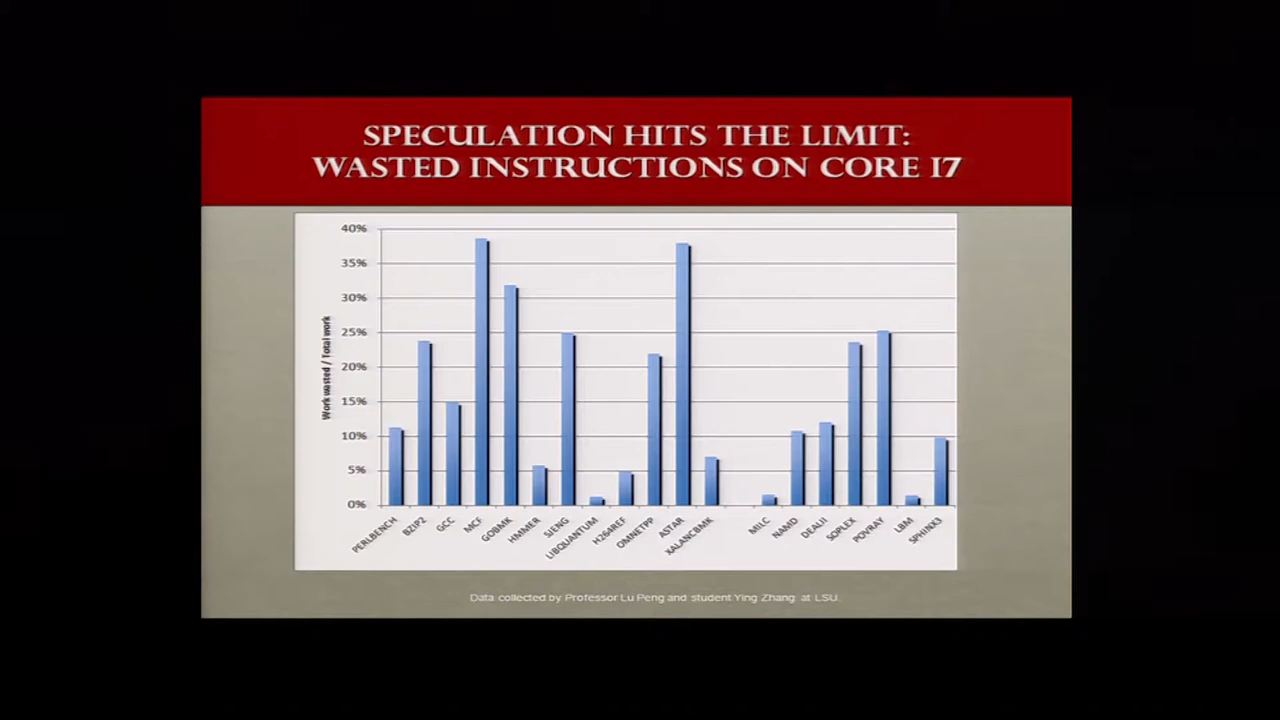 SPECULATION HITS THE LIMIT:
WASTED INSTRUCTIONS ON CORE I7
40%
35%
30%
25%
20%
15%
10%
5%
0%
Work wasted / Total work
PERLBENCH
BZIP2
GCC
MCF
GOBMK
HMMER
SJENG
LIBQUANTUM
H264REF
OMNETPP
ASTAR
XALANCBMK
MILC
NAMD
DEALII
SOPLEX
POVRAY
LBM
SPHINX3
Data collected by Professor Lu Peng and student Ying Zhang at LSU.